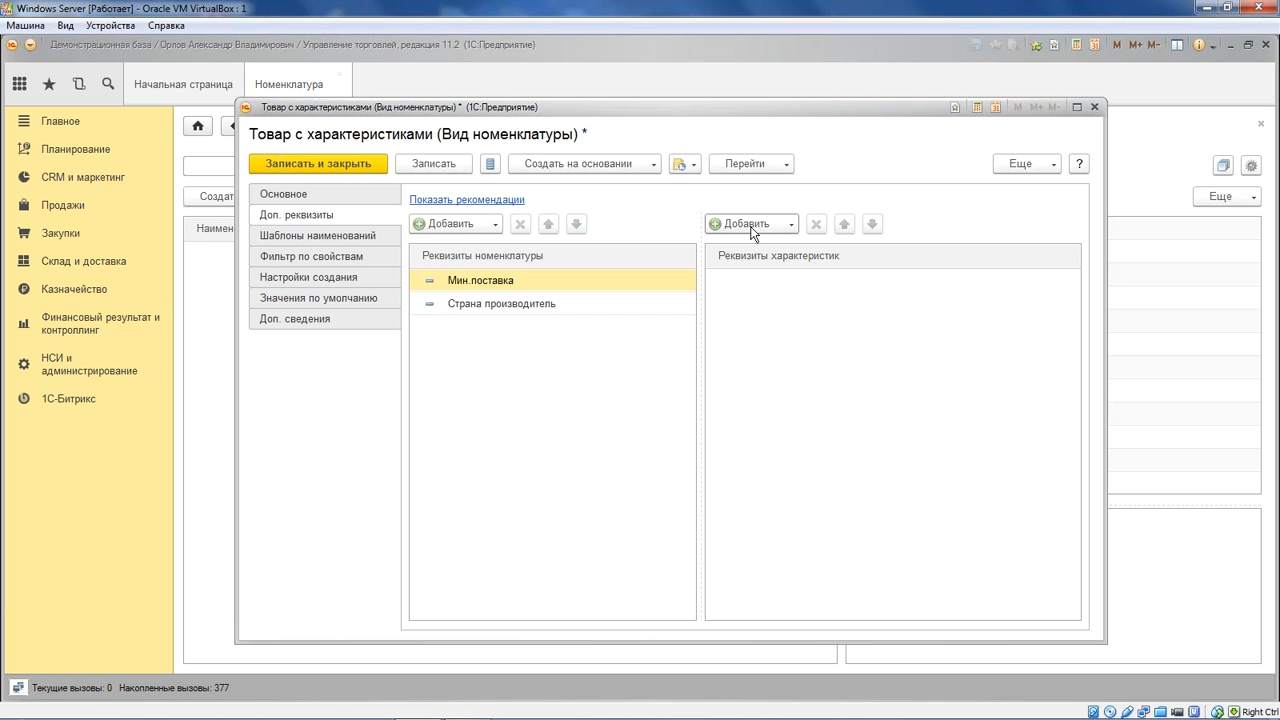 Windows Server [Работает] - Oracle VM VirtualBox : 1
Машина Вид Устройства Справка
Демонстрационная база / Орлов Александр Владимирович / Управление торговлей, редакция 11.2 (1С:Предприятие)
M M+ M-
Начальная страница
Номенклатура
Главное
Планирование
CRM и маркетинг
Продажи
Закупки
Склад и доставка
Казначейство
Финансовый результат и
контроллинг
НСИ и
администрирование
1С-Битрикс
Создат
Наимен
Еще
Товар с характеристиками (Вид номенклатуры) * (1С:Предприятие)
M M+ M-
Товар с характеристиками (Вид номенклатуры) *
Записать и закрыть
Записать
Создать на основании
Перейти
Еще
?
Основное
Доп. реквизиты
Шаблоны наименований
Фильтр по свойствам
Настройки создания
Значения по умолчанию
Доп. сведения
Показать рекомендации
Добавить
Добавить
Реквизиты номенклатуры
Мин.поставка
Страна производитель
Реквизиты характеристик
Текущие вызовы: 0 Накопленные вызовы: 377
Right Ctrl